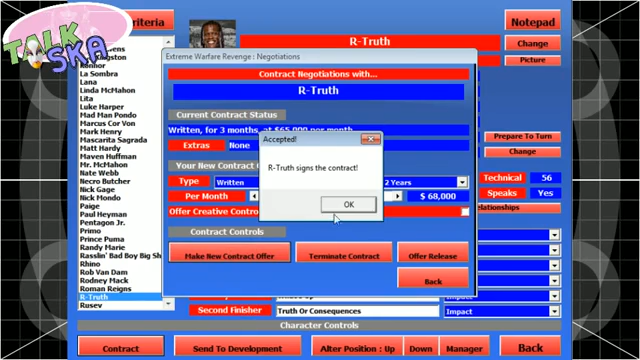 TALK
SKA
Notepad
R-Truth
Change
Picture
Konnor
La Sombra
Lana
Linda McMahon
Lita
Luke Harper
Mad Man Pondo
Marcus Cor Von
Mark Henry
Mascarita Sagrada
Matt Hardy
Maven Huffman
Mr. McMahon
Nate Webb
Necro Butcher
Nick Gage
Nick Mondo
Paige
Paul Heyman
Pentagon Jr.
Primo
Prince Puma
Randy Marie
Rasslin' Bad Boy Big Sh
Rhino
Rob Van Dam
Rodney Mack
Roman Reigns
R-Truth
Rusev
Extreme Warfare Revenge : Negotiations
Contract Negotiations with...
R-Truth
Current Contract Status
Written, for 3 months, at $65,000 per month
Extras None
Your New Contract
Type Written 2 Years
Per Month $ 68,000
Offer Creative Control
Contract Controls
Make New Contract Offer
Terminate Contract
Offer Release
Back
Accepted!
R-Truth signs the contract!
OK
Prepare To Turn
Change
Technical 56
Speaks Yes
Relationships
Impact
Second Finisher Truth Or Consequences Impact
Character Controls
Contract
Send To Development
Alter Position : Up
Down
Manager
Back